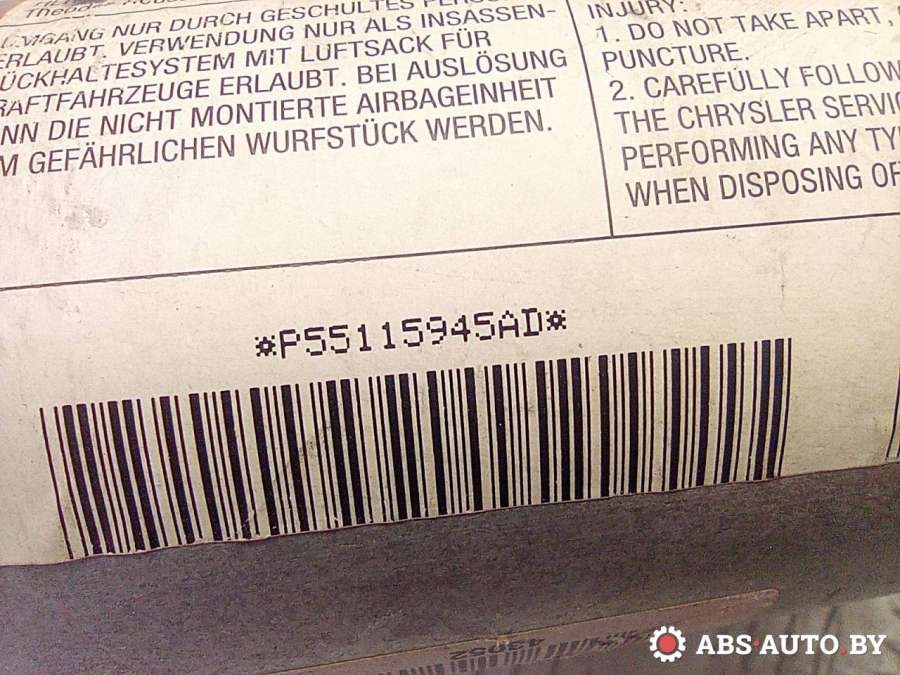 UMGANG NUR DURCH GESCHULTES
ERLAUBT. VERWENDUNG NUR ALS INSASSEN-
ÜCKHALTESYSTEM MIT LUFTSACK FÜR
RAFTFAHRZEUGE ERLAUBT. BEI AUSLÖSUNG
NN DIE NICHT MONTIERTE AIRBAGEINHEIT
M GEFÄHRLICHEN WURFSTÜCK WERDEN.
INJURY:
1. DO NOT TAKE APART,
PUNCTURE.
2. CAREFULLY FOLLOW
THE CHRYSLER SERVIC
PERFORMING ANY TY
WHEN DISPOSING OF
*P55115945AD*
ABS-AUTO.BY